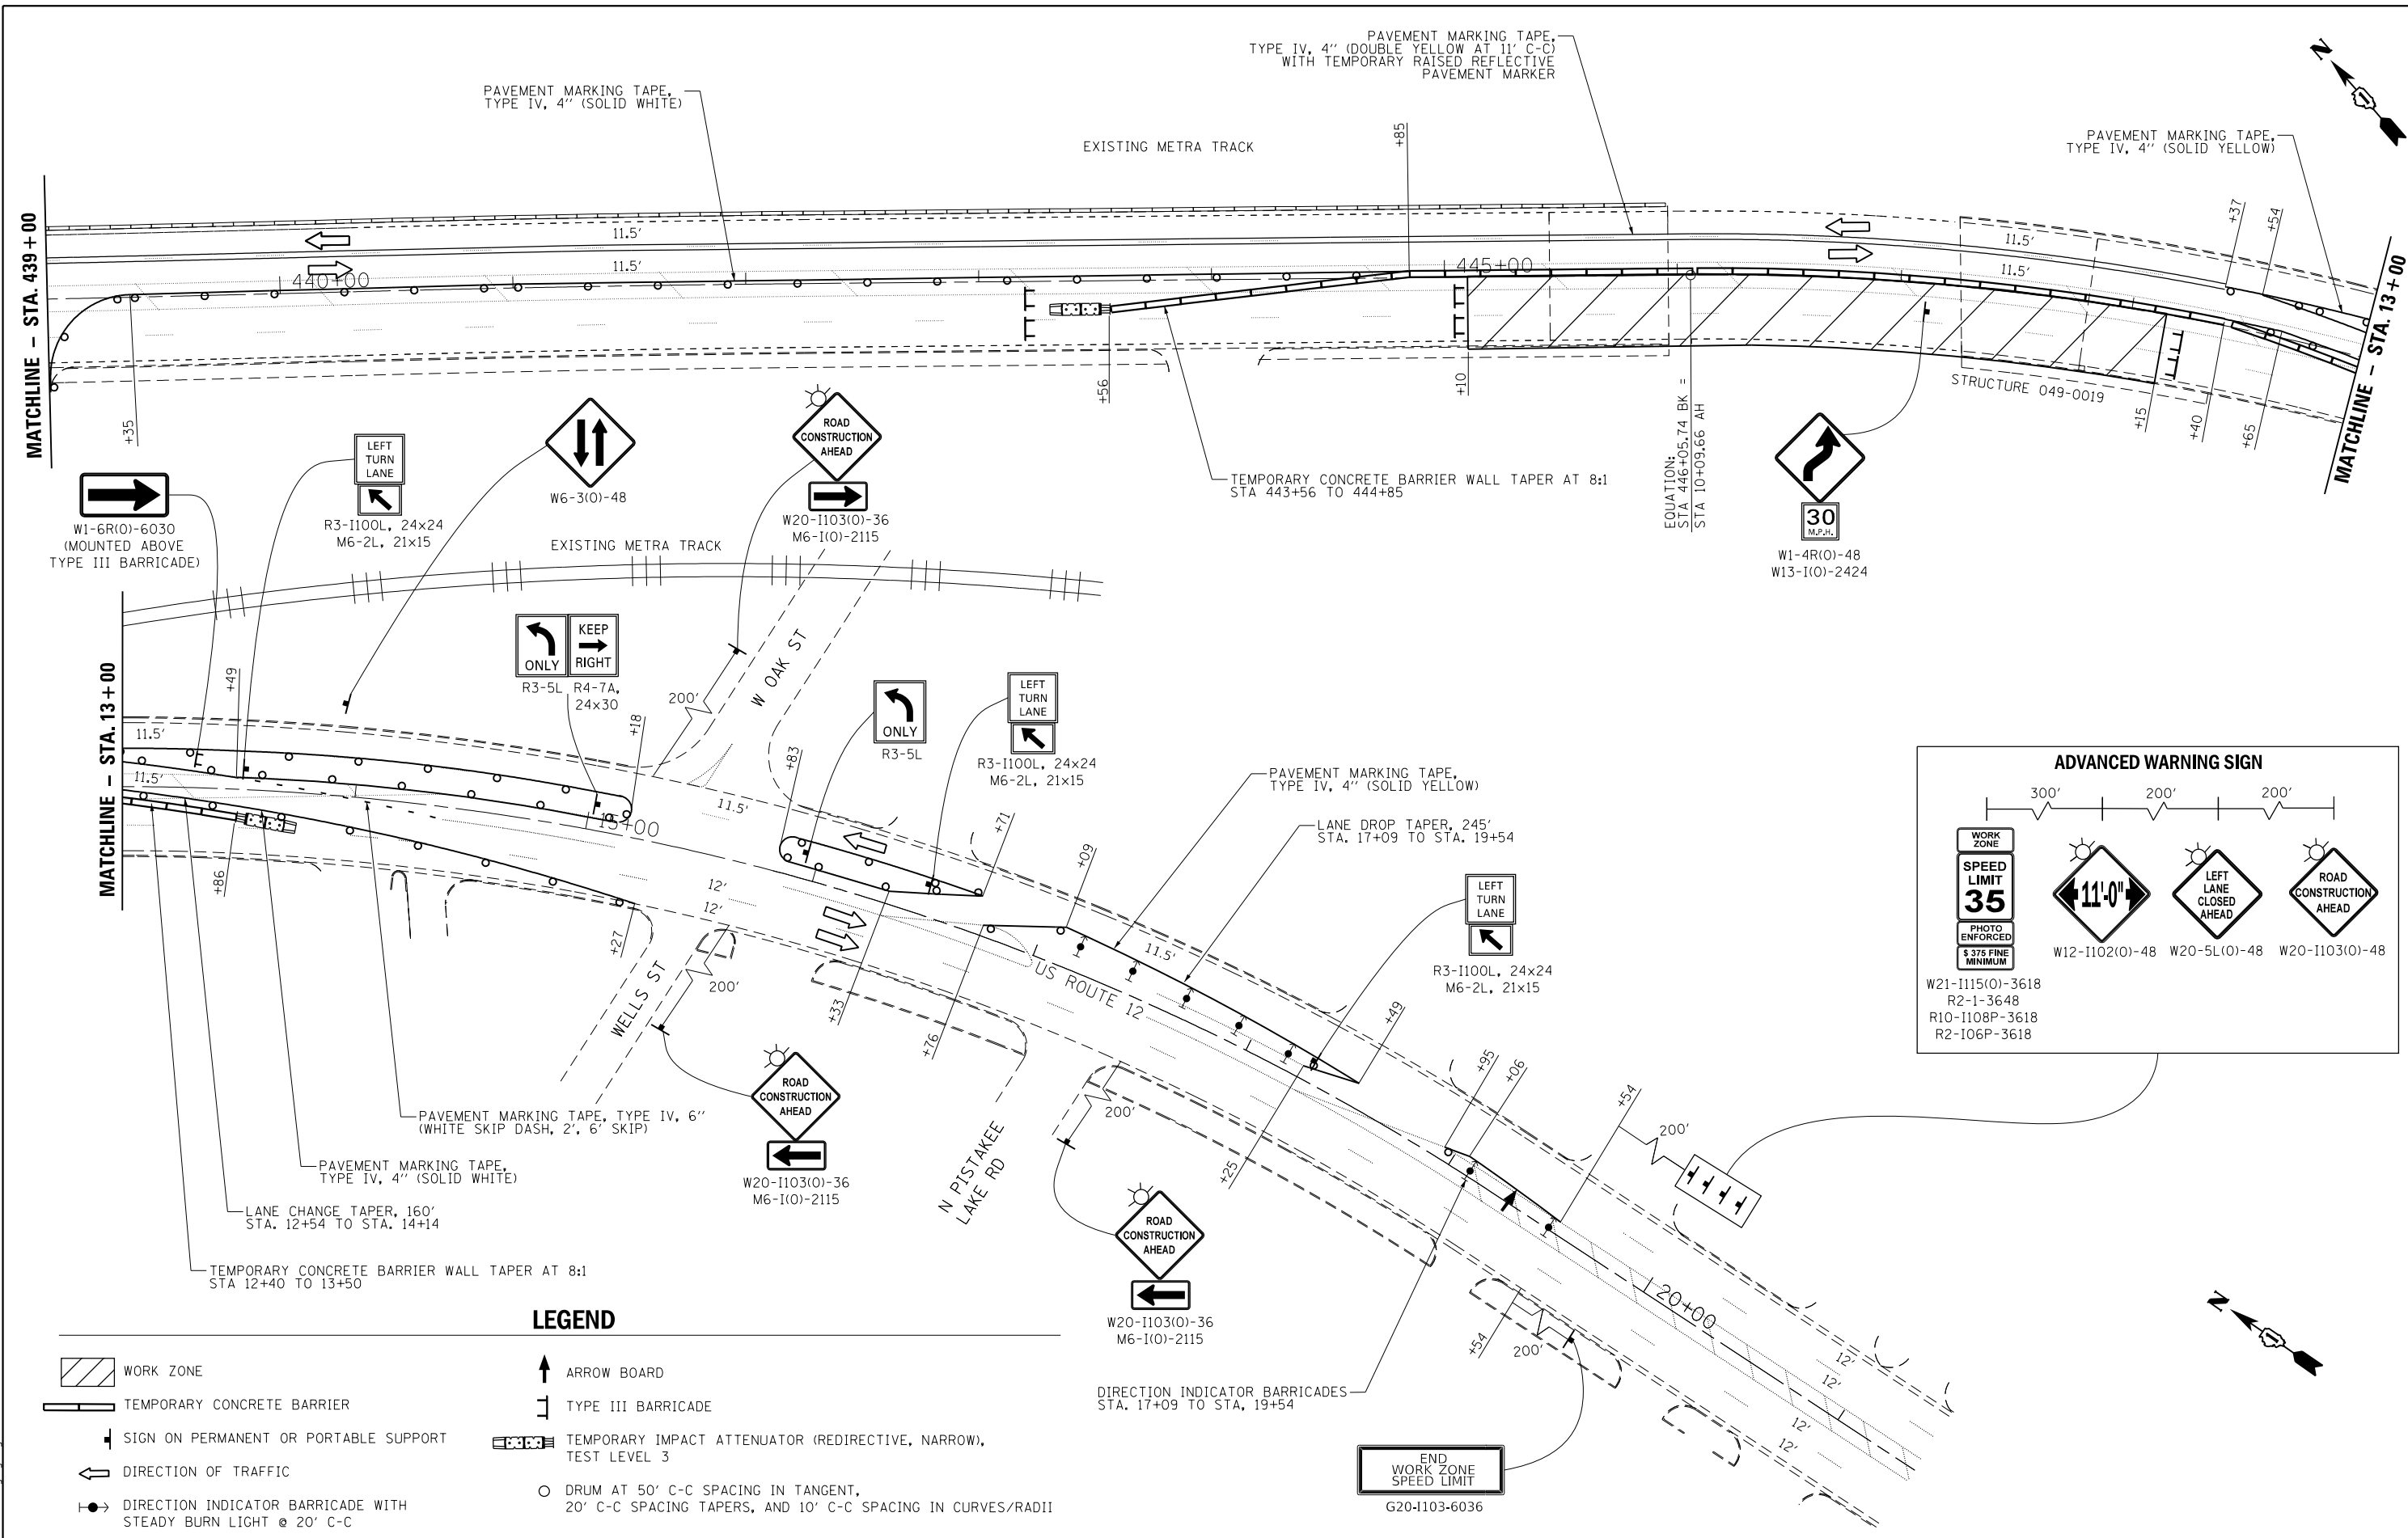 PAVEMENT MARKING TAPE,
TYPE IV, 4'' (DOUBLE YELLOW AT 11' C-C)
WITH TEMPORARY RAISED REFLECTIVE
PAVEMENT MARKER
N
PAVEMENT MARKING TAPE,
TYPE IV, 4'' (SOLID WHITE)
EXISTING METRA TRACK
+85
PAVEMENT MARKING TAPE,
TYPE IV, 4'' (SOLID YELLOW)
MATCHLINE - STA. 439+00
11.5'
11.5'
440+00
445+00
11.5'
11.5'
+37
+54
MATCHLINE - STA. 13+00
+35
+56
+10
STRUCTURE 049-0019
+15
+40
+65
EQUATION:
STA 446+05.74 BK =
STA 10+09.66 AH
TEMPORARY CONCRETE BARRIER WALL TAPER AT 8:1
STA 443+56 TO 444+85
30
M.P.H.
W1-4R(O)-48
W13-I(O)-2424
W1-6R(O)-6030
(MOUNTED ABOVE
TYPE III BARRICADE)
LEFT
TURN
LANE
R3-I100L, 24x24
M6-2L, 21x15
W6-3(O)-48
ROAD
CONSTRUCTION
AHEAD
W20-I103(O)-36
M6-I(O)-2115
EXISTING METRA TRACK
MATCHLINE - STA. 13+00
+49
ONLY
KEEP
RIGHT
R3-5L R4-7A,
24x30
+18
200'
W OAK ST
ONLY
R3-5L
LEFT
TURN
LANE
R3-I100L, 24x24
M6-2L, 21x15
11.5'
11.5'
+86
15+00
11.5'
+83
+71
+09
12'
12'
+27
WELLS ST
200'
+33
+76
US ROUTE 12
11.5'
PAVEMENT MARKING TAPE,
TYPE IV, 4'' (SOLID YELLOW)
LANE DROP TAPER, 245'
STA. 17+09 TO STA. 19+54
LEFT
TURN
LANE
R3-I100L, 24x24
M6-2L, 21x15
+49
+25
+95
+06
+54
200'
ADVANCED WARNING SIGN
300'
200'
200'
WORK
ZONE
SPEED
LIMIT
35
PHOTO
ENFORCED
$ 375 FINE
MINIMUM
W21-I115(O)-3618
R2-1-3648
R10-I108P-3618
R2-I06P-3618
11'-0"
W12-I102(O)-48
LEFT
LANE
CLOSED
AHEAD
W20-5L(O)-48
ROAD
CONSTRUCTION
AHEAD
W20-I103(O)-48
PAVEMENT MARKING TAPE, TYPE IV, 6''
(WHITE SKIP DASH, 2', 6' SKIP)
PAVEMENT MARKING TAPE,
TYPE IV, 4'' (SOLID WHITE)
LANE CHANGE TAPER, 160'
STA. 12+54 TO STA. 14+14
TEMPORARY CONCRETE BARRIER WALL TAPER AT 8:1
STA 12+40 TO 13+50
ROAD
CONSTRUCTION
AHEAD
W20-I103(O)-36
M6-I(O)-2115
N PISTAKEE
LAKE RD
200'
ROAD
CONSTRUCTION
AHEAD
W20-I103(O)-36
M6-I(O)-2115
20+00
12'
12'
12'
12'
+54
200'
DIRECTION INDICATOR BARRICADES
STA. 17+09 TO STA, 19+54
END
WORK ZONE
SPEED LIMIT
G20-I103-6036
N
LEGEND
WORK ZONE
TEMPORARY CONCRETE BARRIER
SIGN ON PERMANENT OR PORTABLE SUPPORT
DIRECTION OF TRAFFIC
DIRECTION INDICATOR BARRICADE WITH
STEADY BURN LIGHT @ 20' C-C
ARROW BOARD
TYPE III BARRICADE
TEMPORARY IMPACT ATTENUATOR (REDIRECTIVE, NARROW),
TEST LEVEL 3
DRUM AT 50' C-C SPACING IN TANGENT,
20' C-C SPACING TAPERS, AND 10' C-C SPACING IN CURVES/RADII